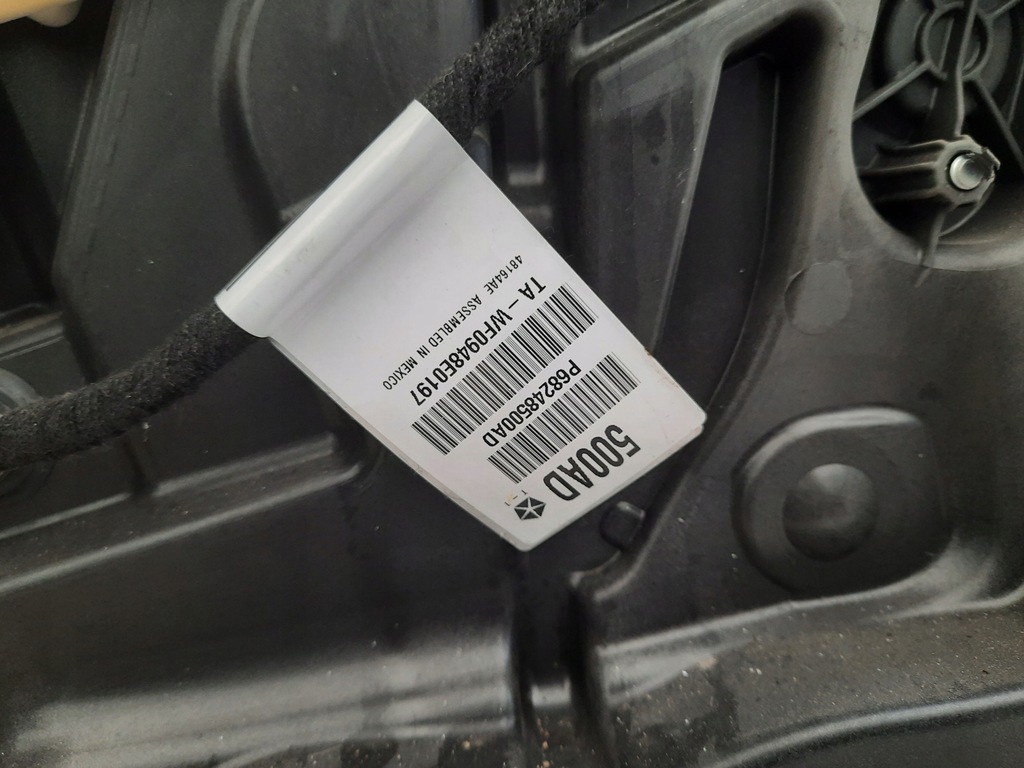 500AD
P68248500AD
TA - WF0948E0197
48164AE ASSEMBLED IN MEXICO